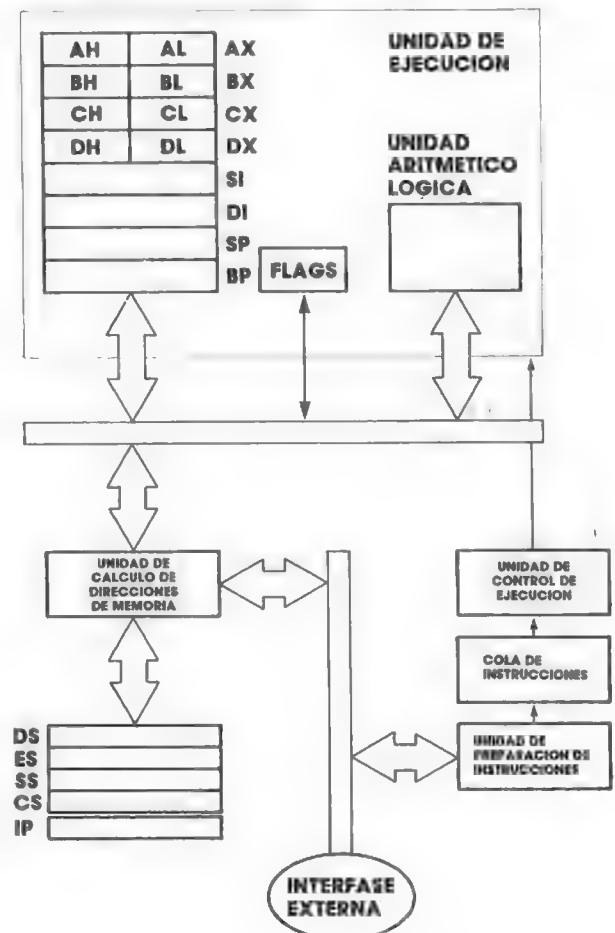 AH AL AX
BH BL BX
CH CL CX
DH DL DX
SI
DI
SP
BP
FLAGS
UNIDAD DE
EJECUCION
UNIDAD
ARITMETICO
LOGICA
UNIDAD DE
CALCULO DE
DIRECCIONES
DE MEMORIA
UNIDAD DE
CONTROL DE
EJECUCION
COLA DE
INSTRUCCIONES
UNIDAD DE
PREPARACION DE
INSTRUCCIONES
DS
ES
SS
CS
IP
INTERFASE
EXTERNA